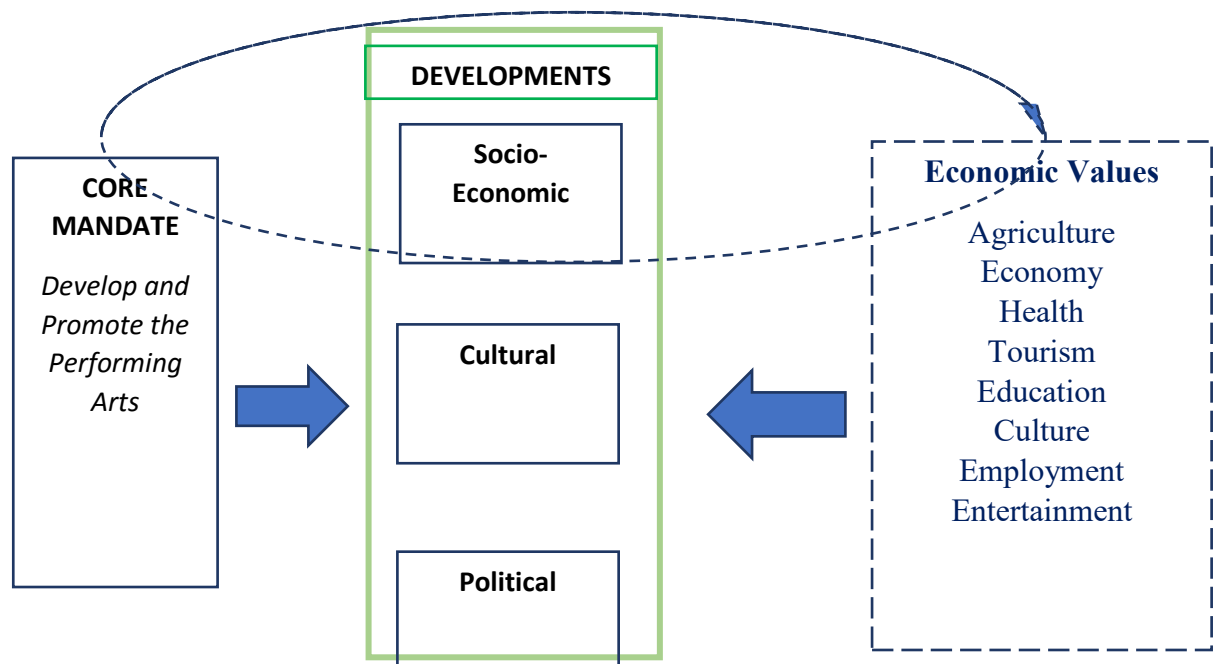 CORE
MANDATE
Develop and
Promote the
Performing
Arts
DEVELOPMENTS
Socio-
Economic
Cultural
Political
Economic Values
Agriculture
Economy
Health
Tourism
Education
Culture
Employment
Entertainment